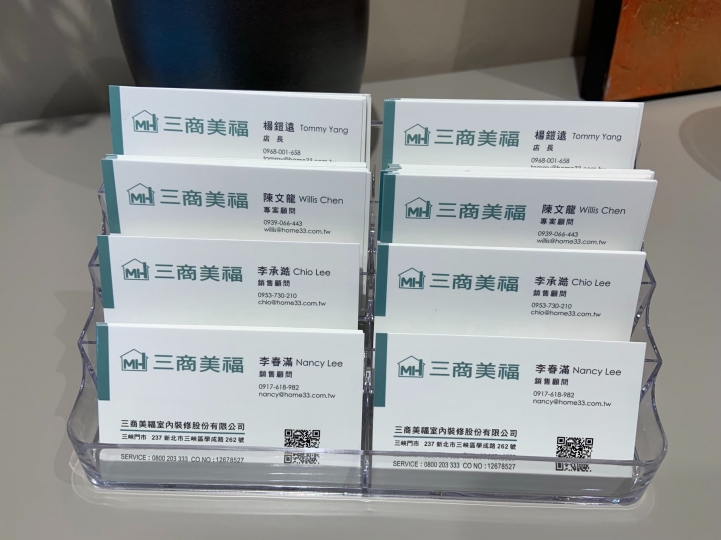 MH 三商美福
楊鎧遠 Tommy Yang
店 長
0968-001-658
tommy@home33.com.tw
MH 三商美福
陳文龍 Willis Chen
專案顧問
0939-066-443
willis@home33.com.tw
MH 三商美福
李承澔 Chio Lee
銷售顧問
0953-730-210
chio@home33.com.tw
MH 三商美福
李春滿 Nancy Lee
銷售顧問
0917-618-982
nancy@home33.com.tw
三商美福室內裝修股份有限公司
三峽門市 237 新北市三峽區學成路 262 號
SERVICE : 0800 203 333 CO NO : 12678527
MH 三商美福
楊鎧遠 Tommy Yang
店 長
0968-001-658
tommy@home33.com.tw
MH 三商美福
陳文龍 Willis Chen
專案顧問
0939-066-443
willis@home33.com.tw
MH 三商美福
李承澔 Chio Lee
銷售顧問
0953-730-210
chio@home33.com.tw
MH 三商美福
李春滿 Nancy Lee
銷售顧問
0917-618-982
nancy@home33.com.tw
三商美福室內裝修股份有限公司
三峽門市 237 新北市三峽區學成路 262 號
SERVICE : 0800 203 333 CO NO : 12678527